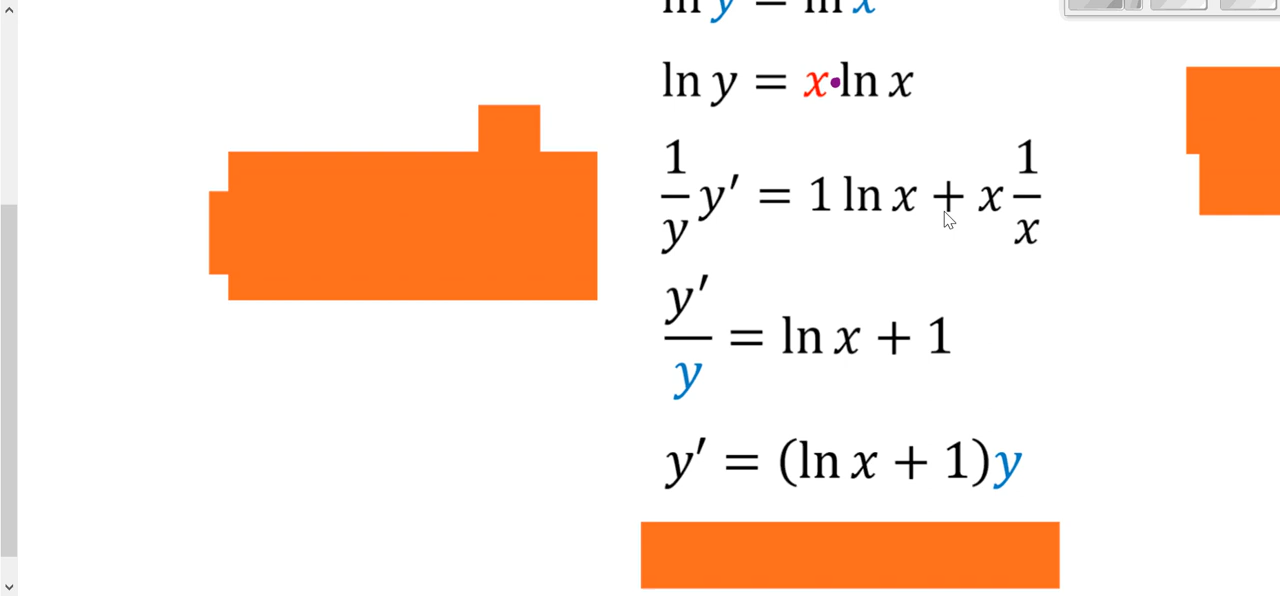 ln y = x•ln x
1/y y′ = 1 ln x + x 1/x
y′/y = ln x + 1
y′ = (ln x + 1)y